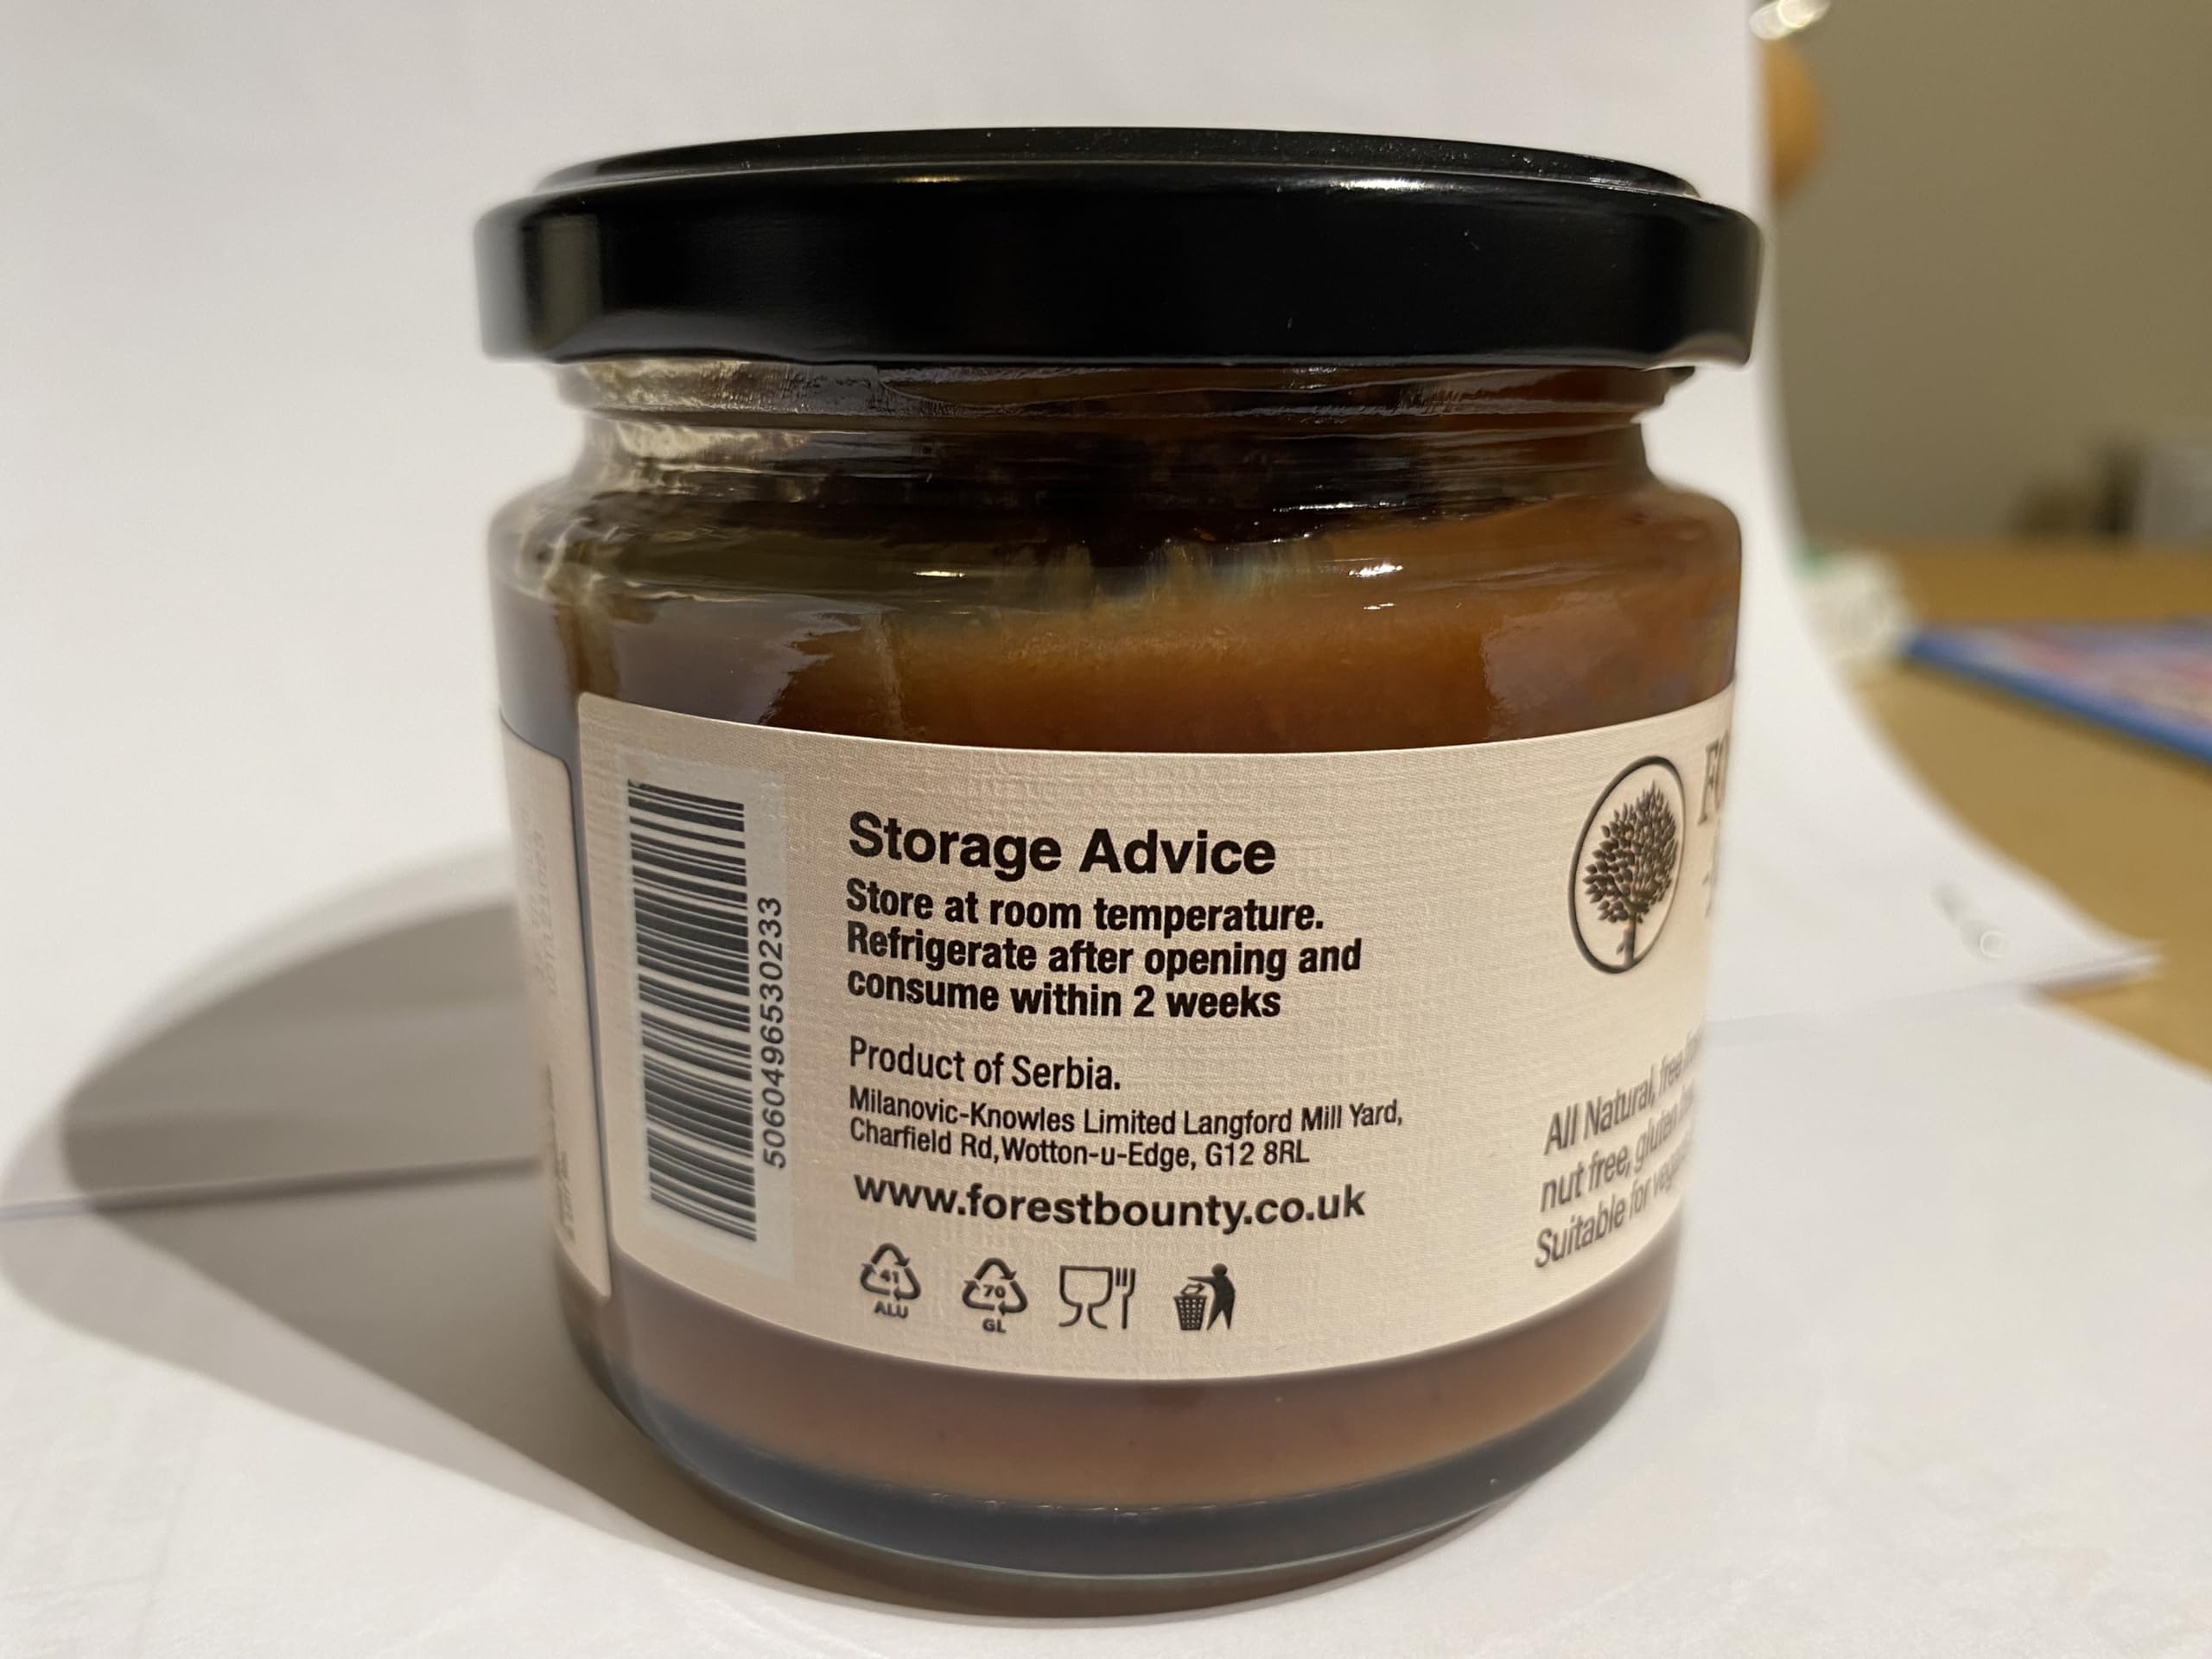 5060496530233
Storage Advice
Store at room temperature.
Refrigerate after opening and
consume within 2 weeks
Product of Serbia.
Milanovic-Knowles Limited Langford Mill Yard,
Charfield Rd,Wotton-u-Edge, G12 8RL
www.forestbounty.co.uk
41
ALU
70
GL
All Natural, free
nut free, gluten
Suitable for